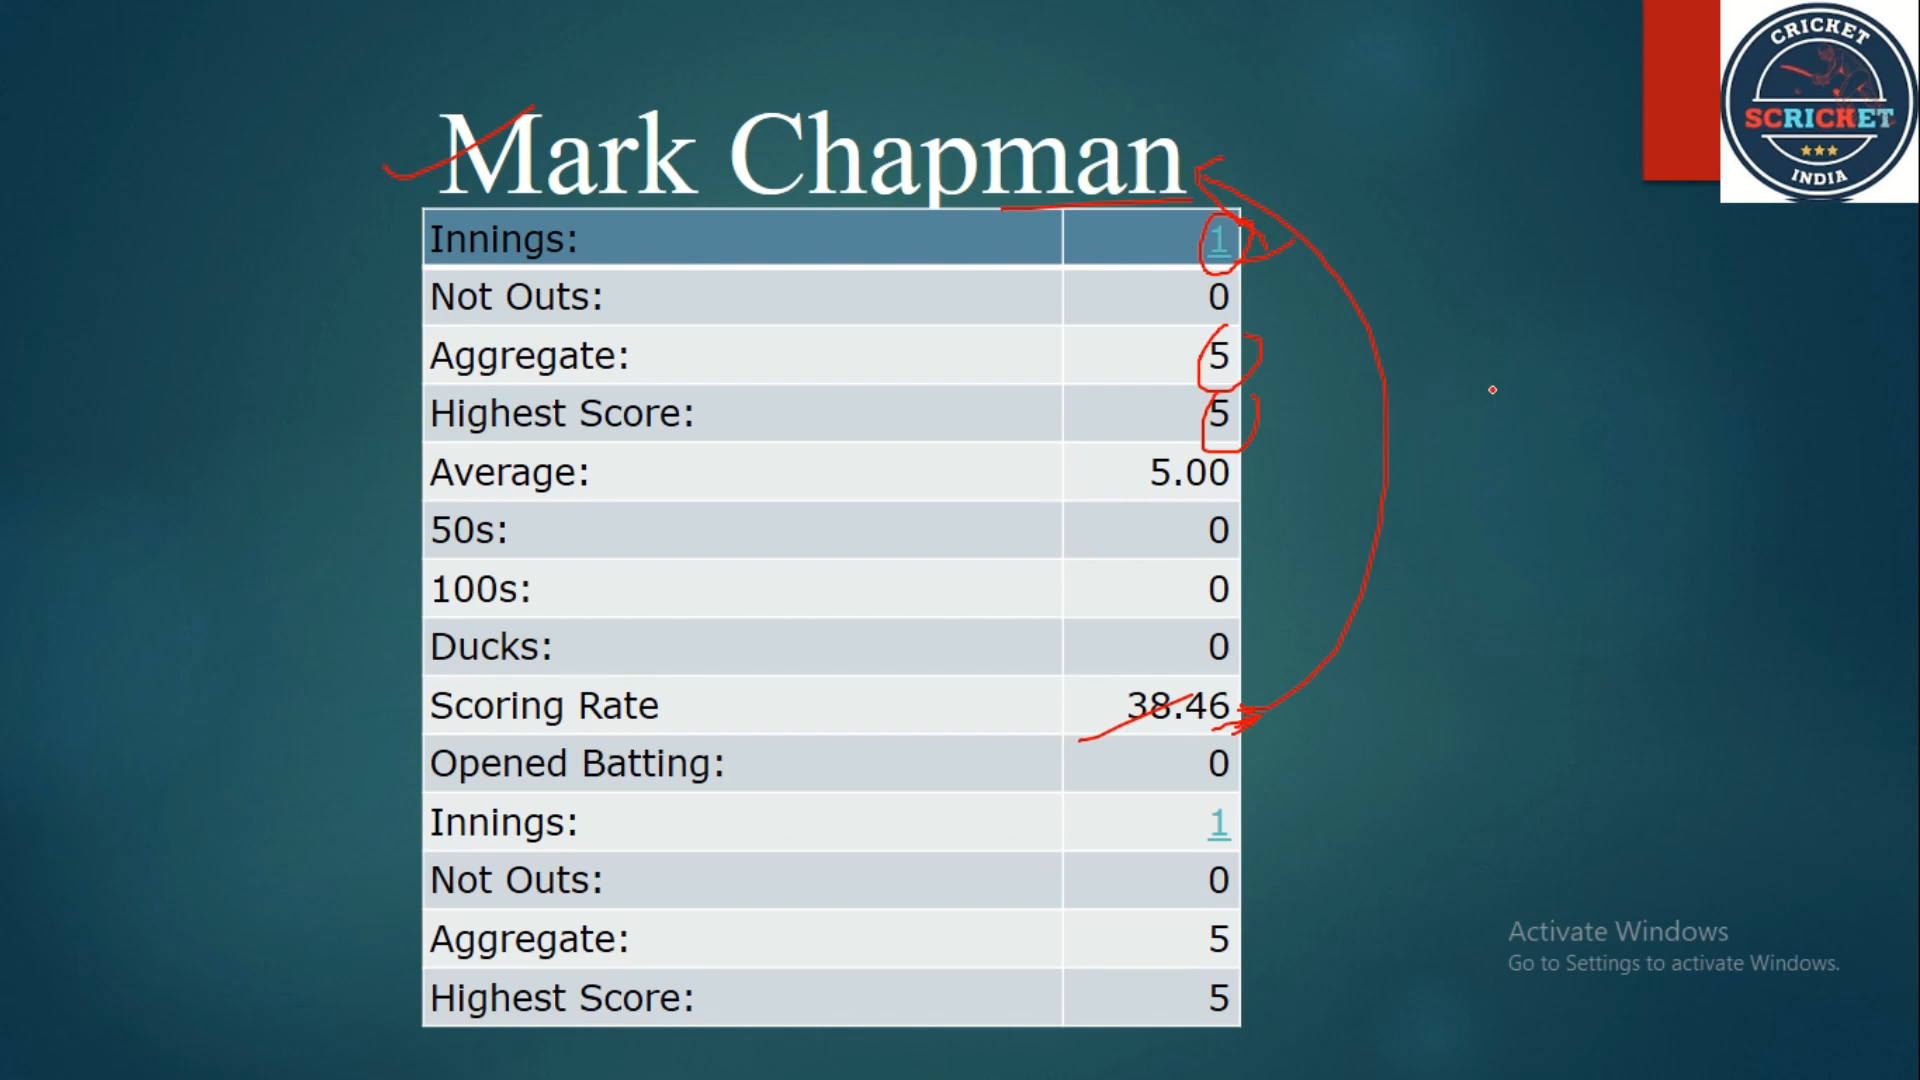 Mark Chapman
Innings: 1
Not Outs: 0
Aggregate: 5
Highest Score: 5
Average: 5.00
50s: 0
100s: 0
Ducks: 0
Scoring Rate 38.46
Opened Batting: 0
Innings: 1
Not Outs: 0
Aggregate: 5
Highest Score: 5
CRICKET
SCRICKET
INDIA
Activate Windows
Go to Settings to activate Windows.